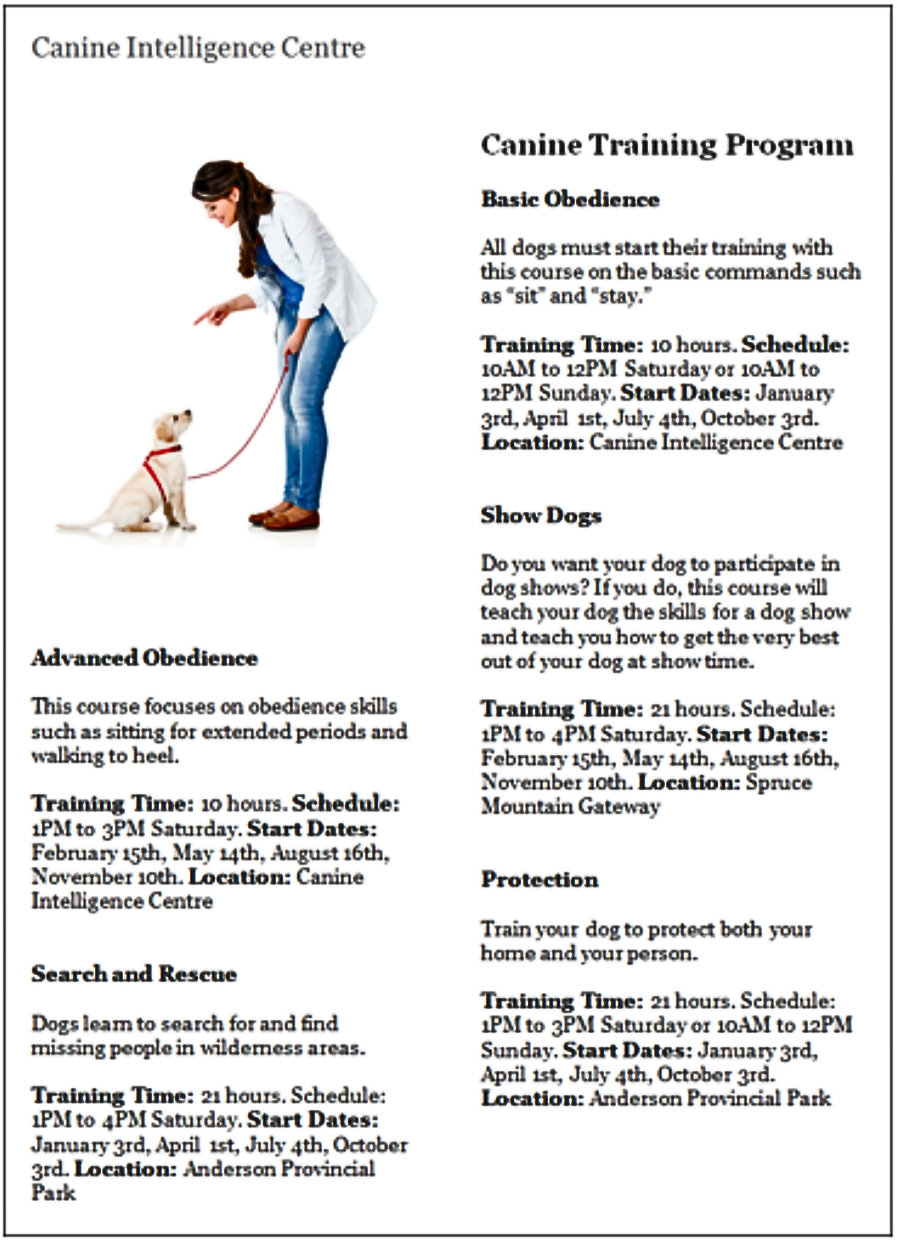 Canine Intelligence Centre
Canine Training Program
Basic Obedience
All dogs must start their training with
this course on the basic commands such
as “sit” and “stay.”
Training Time: 10 hours. Schedule:
10AM to 12PM Saturday or 10AM to
12PM Sunday. Start Dates: January
3rd, April 1st, July 4th, October 3rd.
Location: Canine Intelligence Centre
Show Dogs
Do you want your dog to participate in
dog shows? If you do, this course will
teach your dog the skills for a dog show
and teach you how to get the very best
out of your dog at show time.
Training Time: 21 hours. Schedule:
1PM to 4PM Saturday. Start Dates:
February 15th, May 14th, August 16th,
November 10th. Location: Spruce
Mountain Gateway
Protection
Train your dog to protect both your
home and your person.
Training Time: 21 hours. Schedule:
1PM to 3PM Saturday or 10AM to 12PM
Sunday. Start Dates: January 3rd,
April 1st, July 4th, October 3rd.
Location: Anderson Provincial Park
Advanced Obedience
This course focuses on obedience skills
such as sitting for extended periods and
walking to heel.
Training Time: 10 hours. Schedule:
1PM to 3PM Saturday. Start Dates:
February 15th, May 14th, August 16th,
November 10th. Location: Canine
Intelligence Centre
Search and Rescue
Dogs learn to search for and find
missing people in wilderness areas.
Training Time: 21 hours. Schedule:
1PM to 4PM Saturday. Start Dates:
January 3rd, April 1st, July 4th, October
3rd. Location: Anderson Provincial
Park